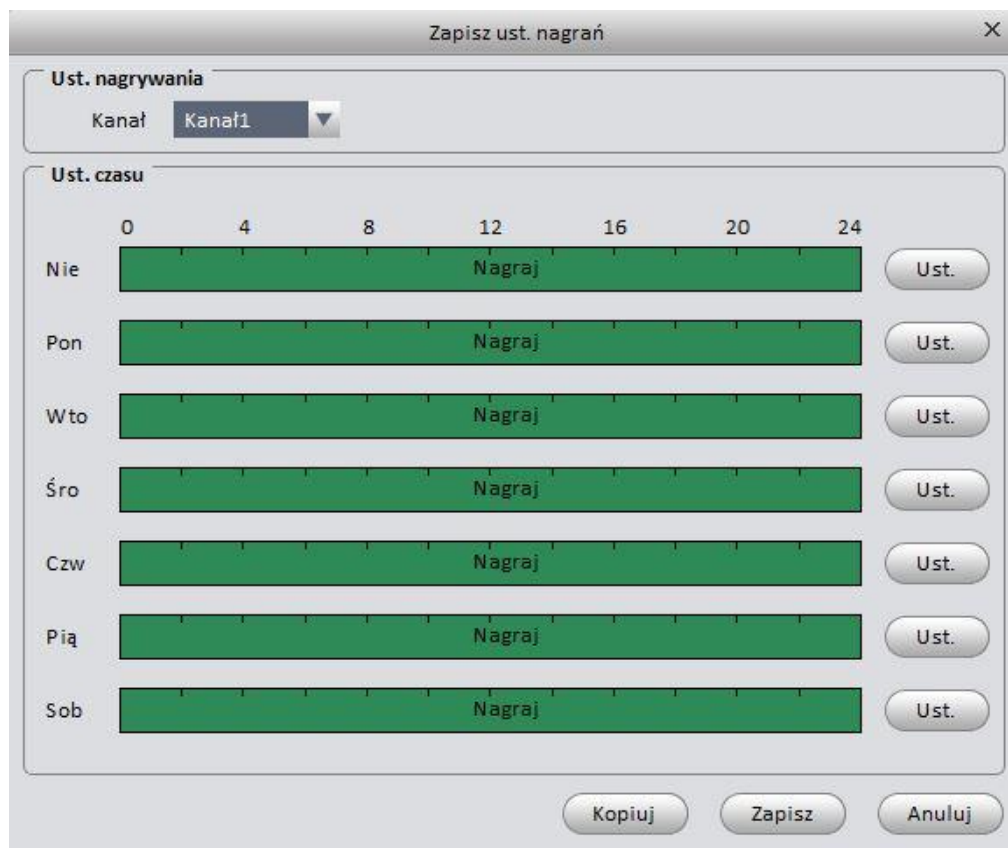 Zapisz ust. nagrań
Ust. nagrywania
Kanał Kanał1
Ust. czasu
0 4 8 12 16 20 24
Nie Nagraj Ust.
Pon Nagraj Ust.
Wto Nagraj Ust.
Śro Nagraj Ust.
Czw Nagraj Ust.
Pią Nagraj Ust.
Sob Nagraj Ust.
Kopiuj Zapisz Anuluj